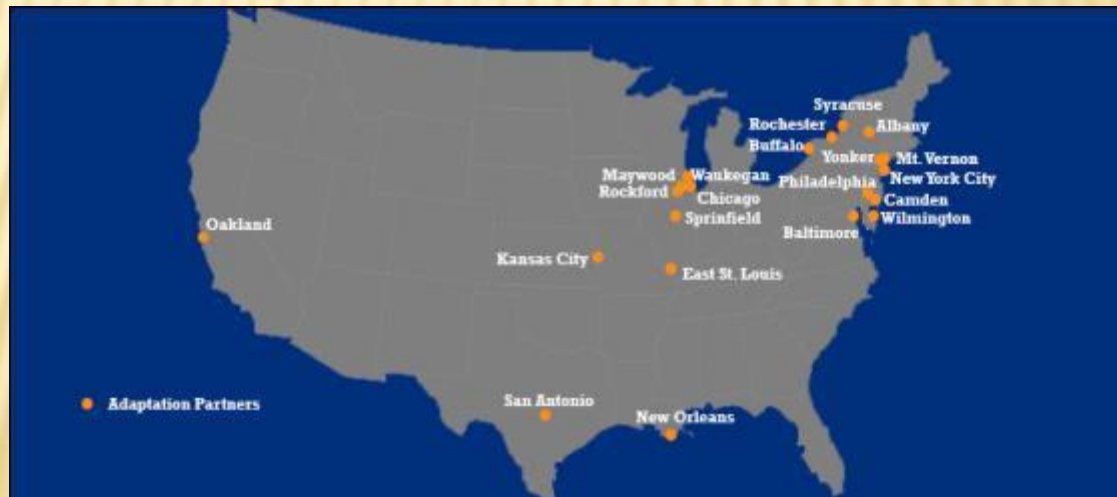 Syracuse
Rochester
Albany
Buffalo
Yonker
Mt. Vernon
Maywood
Waukegan
New York City
Philadelphia
Rockford
Chicago
Camden
Sprinfield
Wilmington
Oakland
Baltimore
Kansas City
East St. Louis
San Antonio
Adaptation Partners
New Orleans